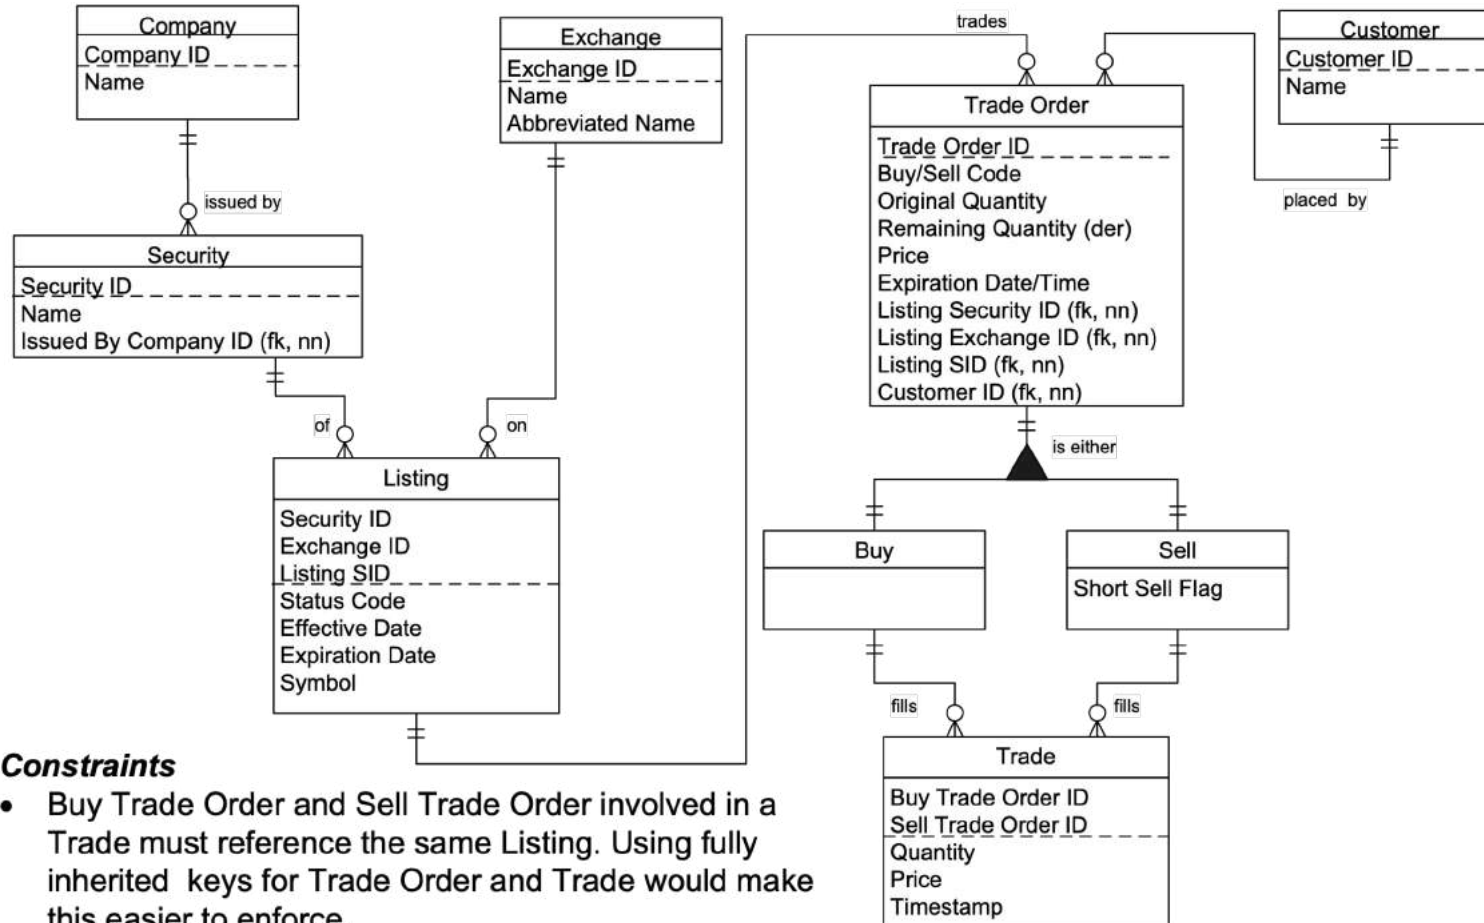 Company
Company ID
Name
issued by
Exchange
Exchange ID
Name
Abbreviated Name
trades
Customer
Customer ID
Name
placed by
Trade Order
Trade Order ID
Buy/Sell Code
Original Quantity
Remaining Quantity (der)
Price
Expiration Date/Time
Listing Security ID (fk, nn)
Listing Exchange ID (fk, nn)
Listing SID (fk, nn)
Customer ID (fk, nn)
Security
Security ID
Name
Issued By Company ID (fk, nn)
of
on
is either
Listing
Security ID
Exchange ID
Listing SID
Status Code
Effective Date
Expiration Date
Symbol
Buy
Sell
Short Sell Flag
fills
fills
Trade
Buy Trade Order ID
Sell Trade Order ID
Quantity
Price
Timestamp
Constraints
• Buy Trade Order and Sell Trade Order involved in a
Trade must reference the same Listing. Using fully
inherited keys for Trade Order and Trade would make
this easier to enforce